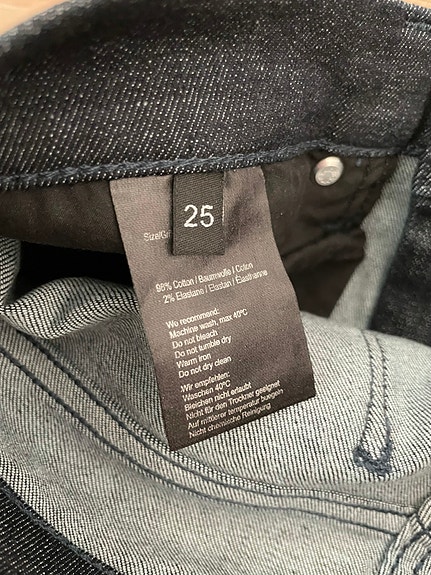 Size/Gr
25
98% Cotton / Baumwolle / Coton
2% Elastane / Elastan / Elasthanne
We recommend:
Machine wash, max 40°C
Do not bleach
Do not tumble dry
Warm Iron
Do not dry clean
Wir empfehlen:
Waschen 40°C
Bleichen nicht erlaubt
Nicht für den Trockner geeignet
Auf mittlerer temperatur buegeln
Nicht chemische Reinigung